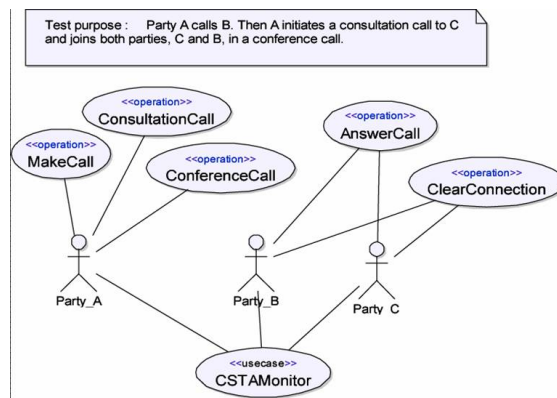 Test purpose : Party A calls B. Then A initiates a consultation call to C
and joins both parties, C and B, in a conference call.
<<operation>>
ConsultationCall
<<operation>>
AnswerCall
<<operation>>
MakeCall
<<operation>>
ConferenceCall
<<operation>>
ClearConnection
Party_A
Party_B
Party_C
<<usecase>>
CSTAMonitor